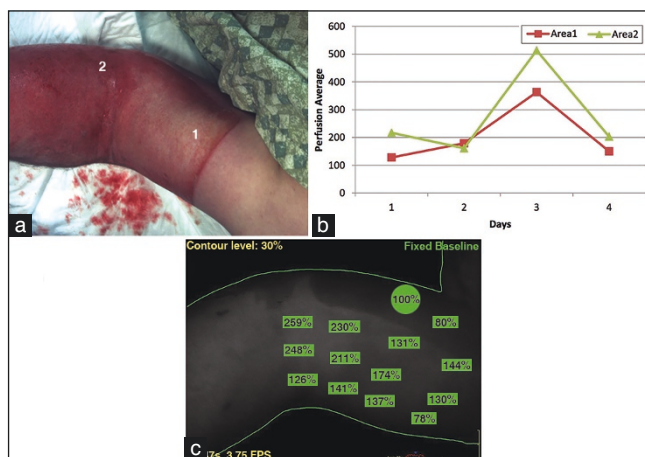 2
1
a
Area1 Area2
600
500
400
300
200
100
0
Perfusion Average
1 2 3 4
Days
b
Contour level: 30% Fixed Baseline
100%
259% 230% 80%
131%
248% 211% 144%
126% 141% 174%
137% 130%
78%
c
3.75 FPS